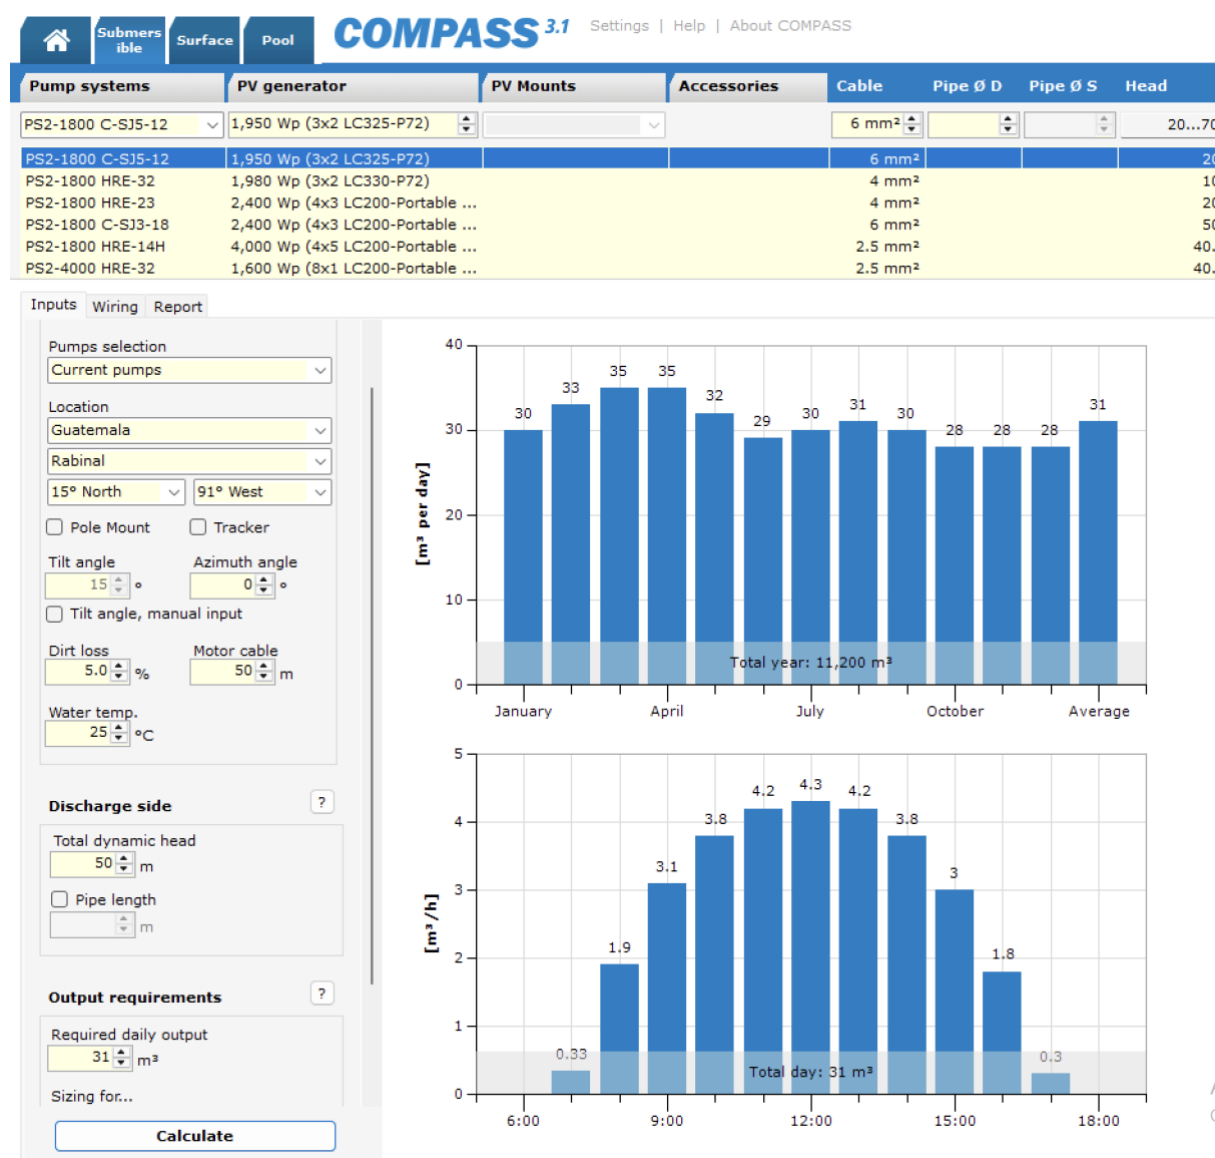 Submers
ible
Surface
Pool
COMPASS 3.1
Settings | Help | About COMPASS
Pump systems PV generator PV Mounts Accessories Cable Pipe Ø D Pipe Ø S Head
PS2-1800 C-SJ5-12 1,950 Wp (3x2 LC325-P72) 6 mm² 20...70
PS2-1800 C-SJ5-12 1,950 Wp (3x2 LC325-P72) 6 mm² 20
PS2-1800 HRE-32 1,980 Wp (3x2 LC330-P72) 4 mm² 10
PS2-1800 HRE-23 2,400 Wp (4x3 LC200-Portable ... 4 mm² 20
PS2-1800 C-SJ3-18 2,400 Wp (4x3 LC200-Portable ... 6 mm² 50
PS2-1800 HRE-14H 4,000 Wp (4x5 LC200-Portable ... 2.5 mm² 40.
PS2-4000 HRE-32 1,600 Wp (8x1 LC200-Portable ... 2.5 mm² 40.
Inputs Wiring Report
Pumps selection
Current pumps
Location
Guatemala
Rabinal
15° North 91° West
Pole Mount Tracker
Tilt angle Azimuth angle
15 ° 0 °
Tilt angle, manual input
Dirt loss Motor cable
5.0 % 50 m
Water temp.
25 °C
Discharge side ?
Total dynamic head
50 m
Pipe length
m
Output requirements ?
Required daily output
31 m³
Sizing for...
Calculate
[m³ per day]
40
30
20
10
0
30 33 35 35 32 29 30 31 30 28 28 28 31
Total year: 11,200 m³
January April July October Average
[m³/h]
5
4
3
2
1
0
0.33 1.9 3.1 3.8 4.2 4.3 4.2 3.8 3 1.8 0.3
Total day: 31 m³
6:00 9:00 12:00 15:00 18:00